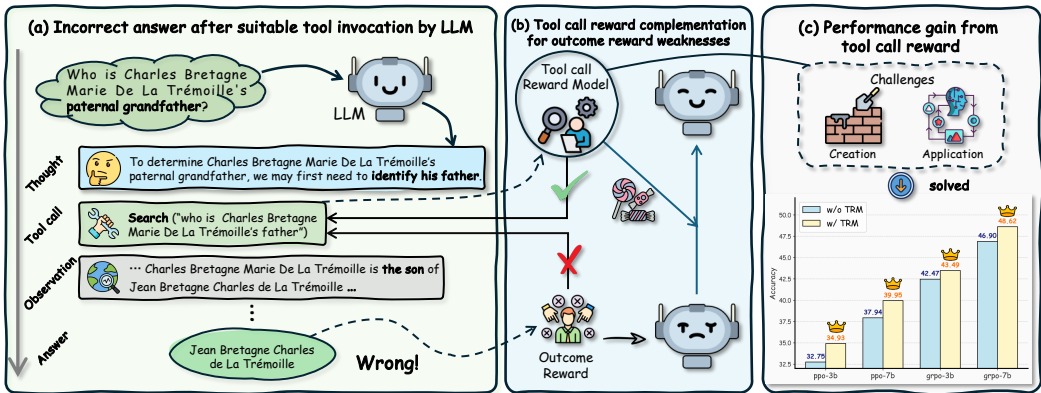 (a) Incorrect answer after suitable tool invocation by LLM
Who is Charles Bretagne
Marie De La Trémoille's
paternal grandfather?
LLM
Thought
To determine Charles Bretagne Marie De La Trémoille's
paternal grandfather, we may first need to identify his father.
Tool call
Search ("who is Charles Bretagne
Marie De La Trémoille's father")
Observation
... Charles Bretagne Marie De La Trémoille is the son of
Jean Bretagne Charles de La Trémoille ...
Answer
Jean Bretagne Charles
de La Trémoille
Wrong!
(b) Tool call reward complementation
for outcome reward weaknesses
Tool call
Reward Model
Outcome
Reward
(c) Performance gain from
tool call reward
Challenges
Creation
Application
solved
w/o TRM
w/ TRM
Accuracy
50.0
47.5
45.0
42.5
40.0
37.5
35.0
32.5
32.75
34.93
37.94
39.95
42.47
43.49
46.90
48.62
ppo-3b
ppo-7b
grpo-3b
grpo-7b